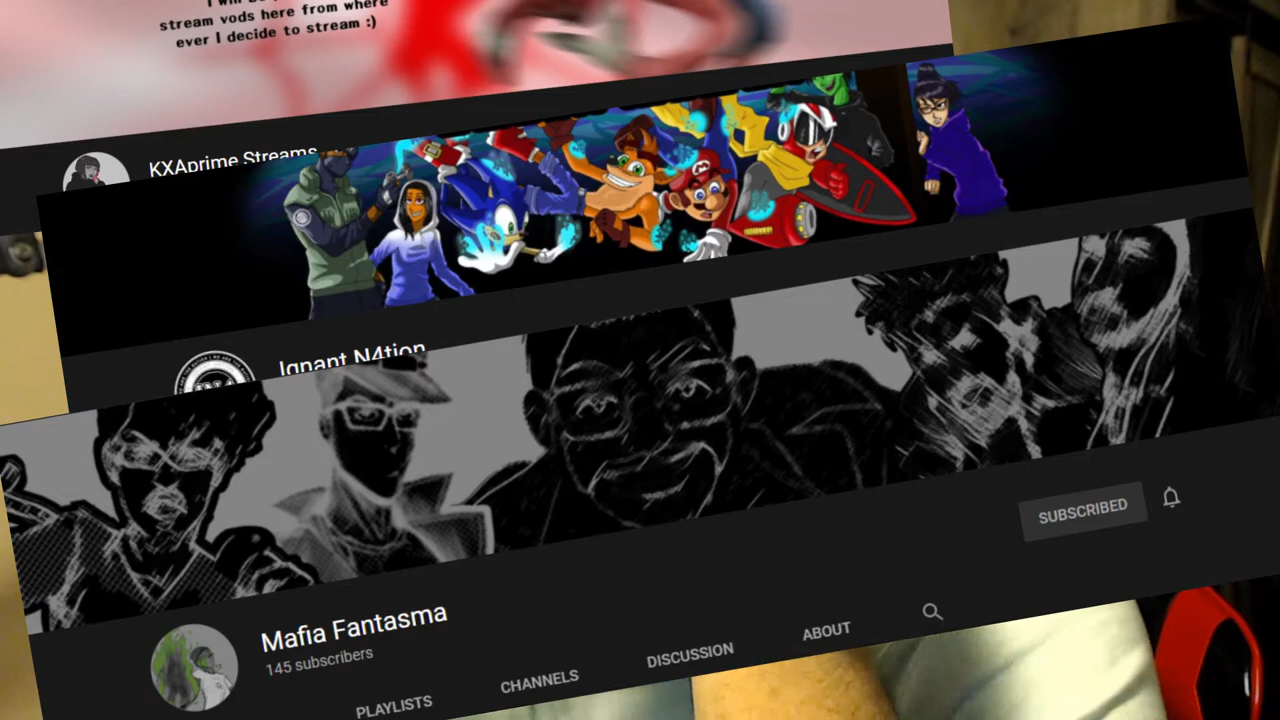 stream vods here from where
ever I decide to stream :)
KXAprime Streams
Ignant N4tion
SUBSCRIBED
Mafia Fantasma
145 subscribers
PLAYLISTS
CHANNELS
DISCUSSION
ABOUT